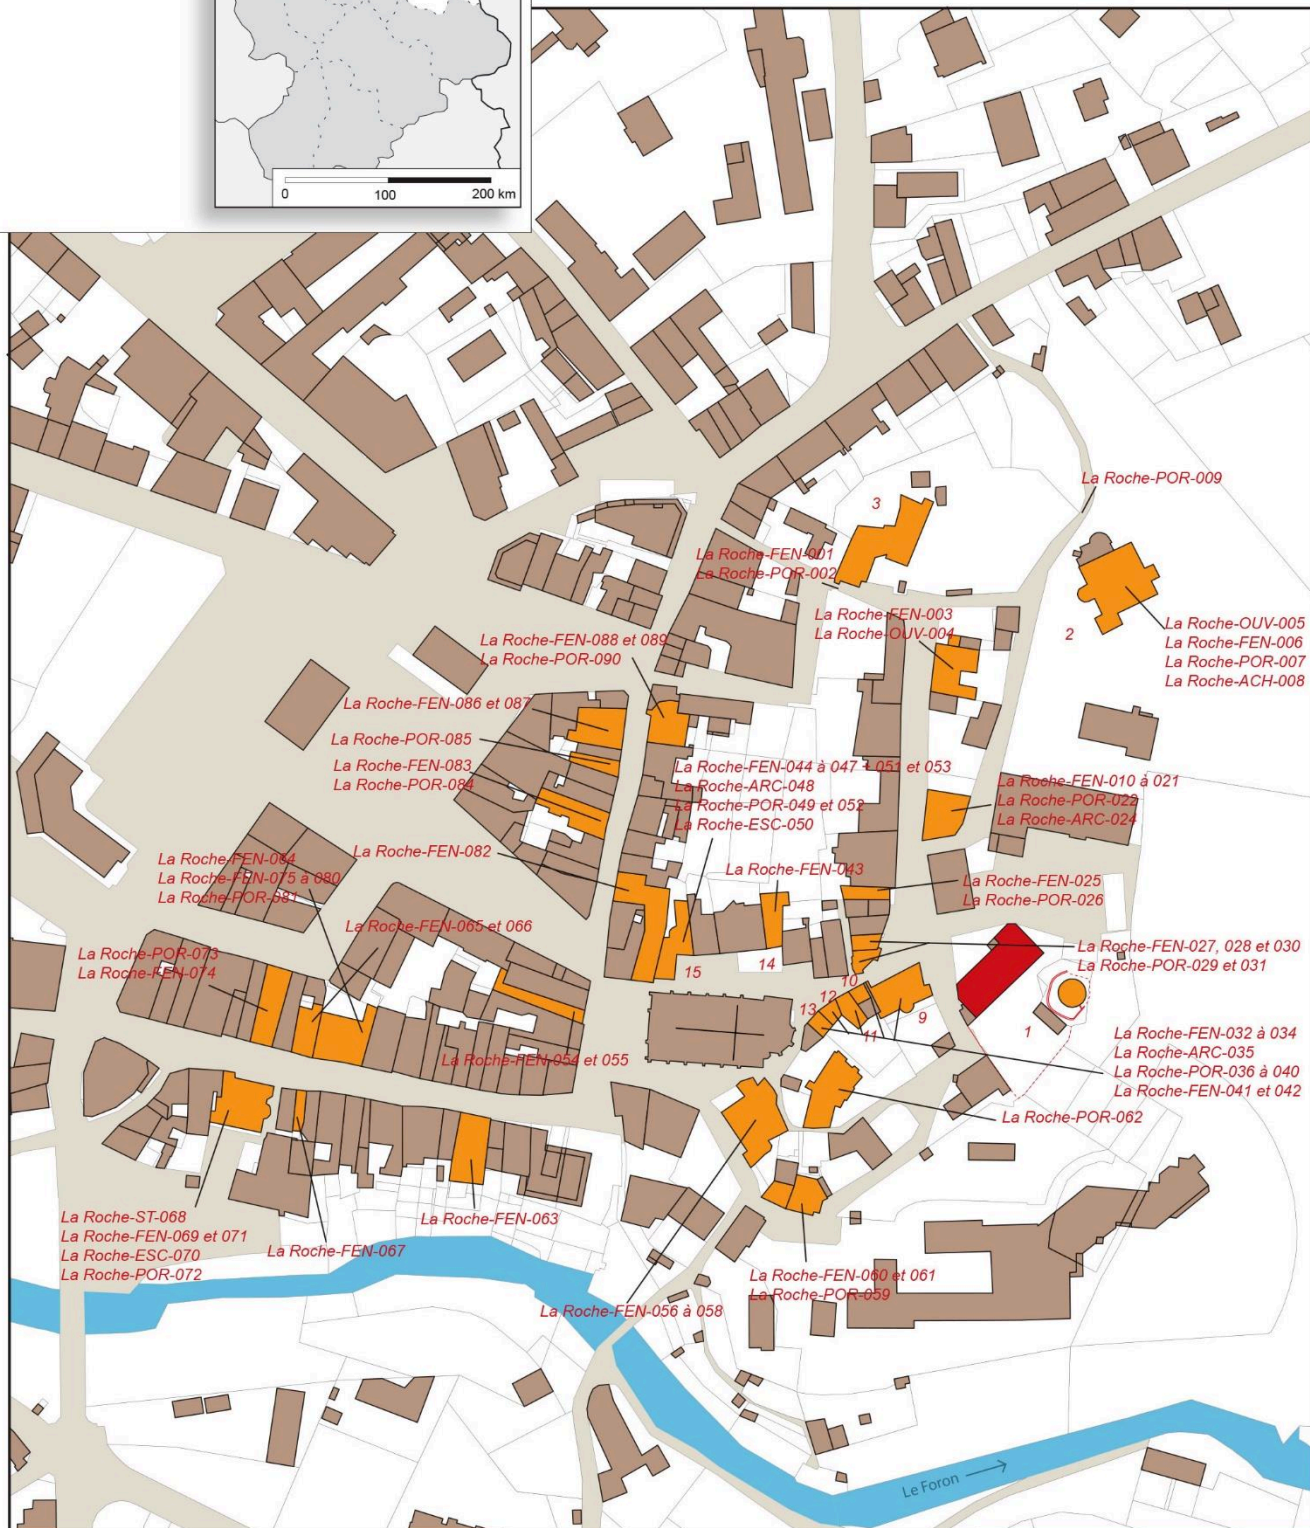 0 100 200 km
La Roche-POR-009
3
La Roche-FEN-001
La Roche-POR-002
La Roche-FEN-003
La Roche-OUV-004
2
La Roche-OUV-005
La Roche-FEN-006
La Roche-POR-007
La Roche-ACH-008
La Roche-FEN-088 et 089
La Roche-POR-090
La Roche-FEN-086 et 087
La Roche-POR-085
La Roche-FEN-083
La Roche-POR-084
La Roche-FEN-044 à 047 + 051 et 053
La Roche-ARC-048
La Roche-POR-049 et 052
La Roche-ESC-050
La Roche-FEN-010 à 021
La Roche-POR-022
La Roche-ARC-024
La Roche-FEN-064
La Roche-FEN-075 à 080
La Roche-POR-081
La Roche-FEN-082
La Roche-FEN-043
La Roche-FEN-025
La Roche-POR-026
La Roche-FEN-065 et 066
La Roche-POR-073
La Roche-FEN-074
La Roche-FEN-027, 028 et 030
La Roche-POR-029 et 031
15
14
10
12
13
11
9
1
La Roche-FEN-032 à 034
La Roche-ARC-035
La Roche-POR-036 à 040
La Roche-FEN-041 et 042
La Roche-FEN-054 et 055
La Roche-POR-062
La Roche-ST-068
La Roche-FEN-069 et 071
La Roche-ESC-070
La Roche-POR-072
La Roche-FEN-067
La Roche-FEN-063
La Roche-FEN-060 et 061
La Roche-POR-059
La Roche-FEN-056 à 058
Le Foron